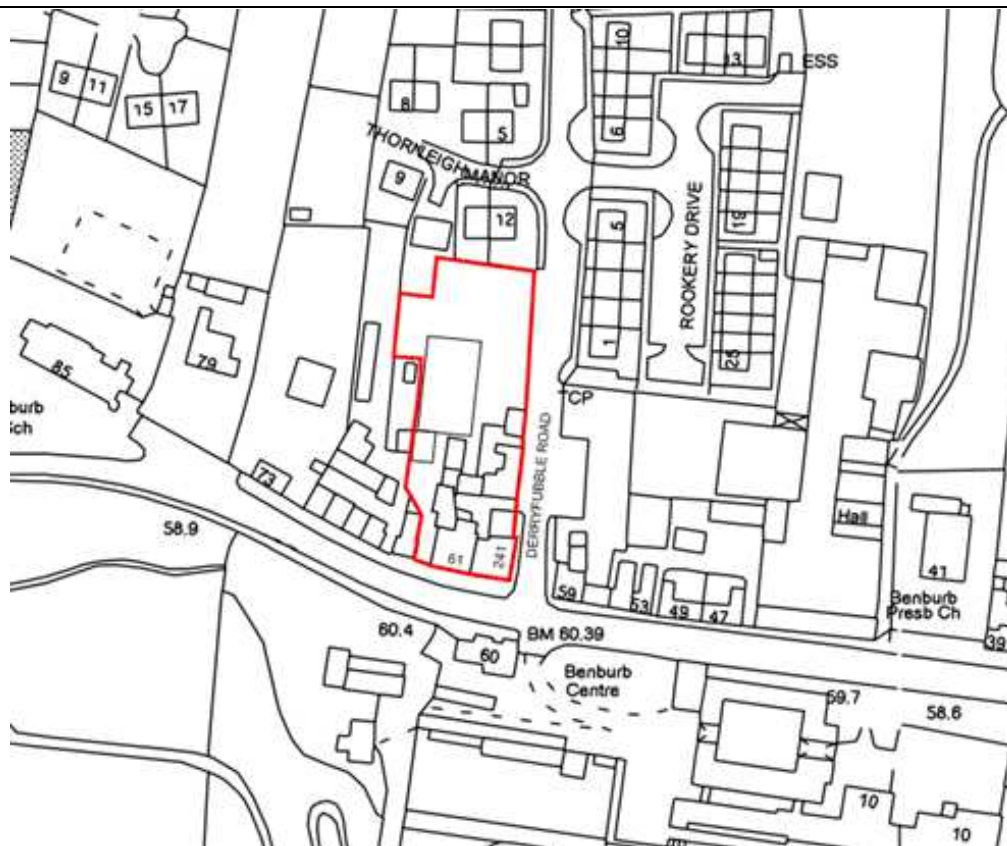 10
13
ESS
9
11
15
17
8
6
5
THORNLEIGH
MANOR
9
12
5
ROOKERY DRIVE
19
25
1
79
85
burb
Sch
CP
73
DERRYFUBBLE ROAD
58.9
61
241
Hall
41
Benburb
Presb Ch
59
53
49
47
39
60.4
BM 60.39
60
Benburb
Centre
59.7
58.6
10
10